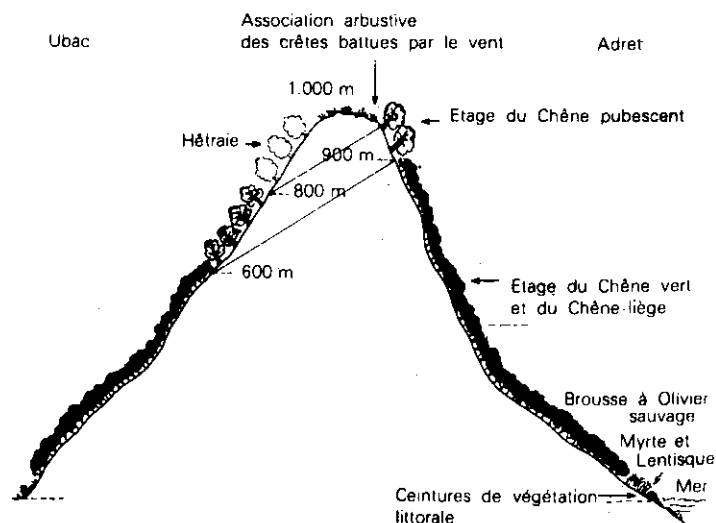 Ubac
Association arbustive
des crêtes battues par le vent
Adret
1.000 m
Etage du Chêne pubescent
Hêtraie
900 m
800 m
600 m
Etage du Chêne vert
et du Chêne-liège
Brousse à Olivier
sauvage
Myrte et
Lentisque
Mer
Ceintures de végétation
littorale